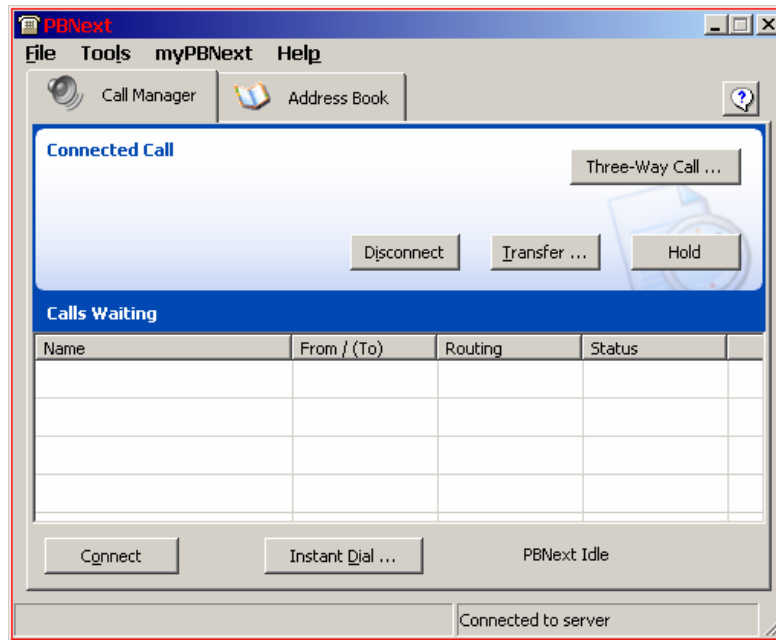 PBNext
File Tools myPBNext Help
Call Manager Address Book
Connected Call
Three-Way Call ...
Disconnect Transfer ... Hold
Calls Waiting
Name From / (To) Routing Status
Connect Instant Dial ... PBNext Idle
Connected to server